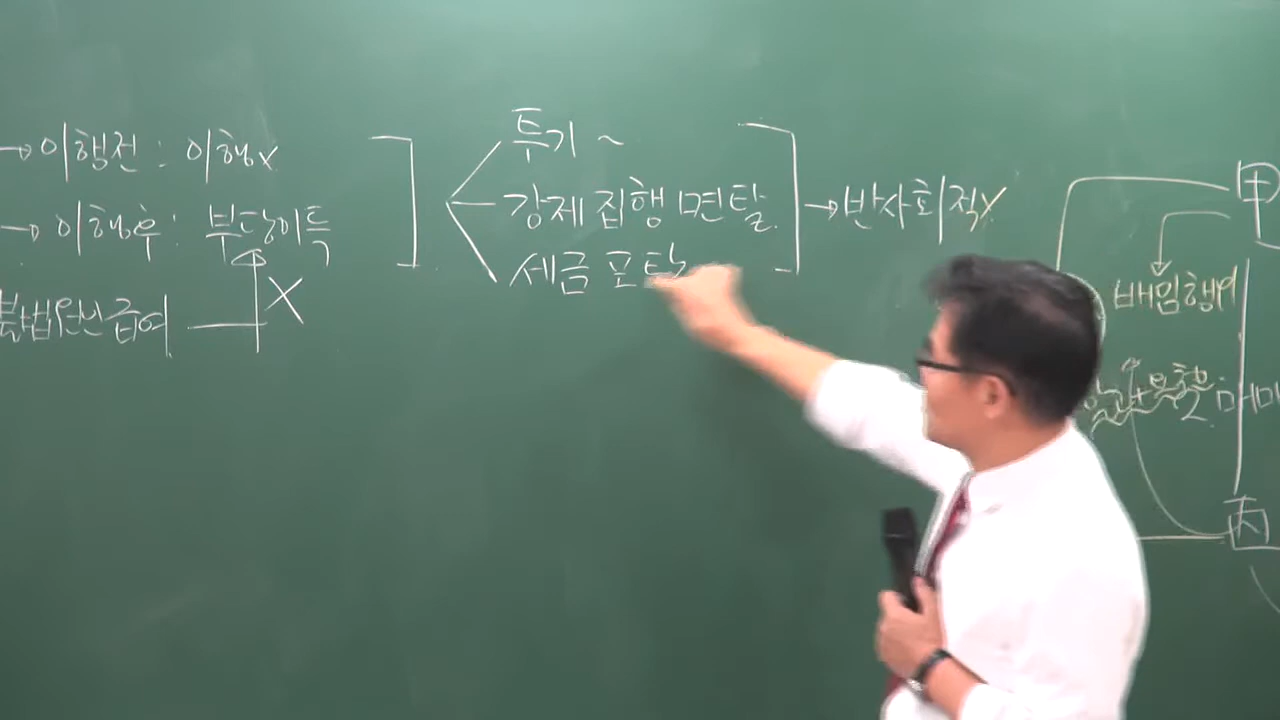 →이행전 : 이행x
→이행후 : 부당이득
불법원인급여 X
투기 ~
강제집행면탈
세금 포탈
→반사회적x
甲
배임행위
매매
丙